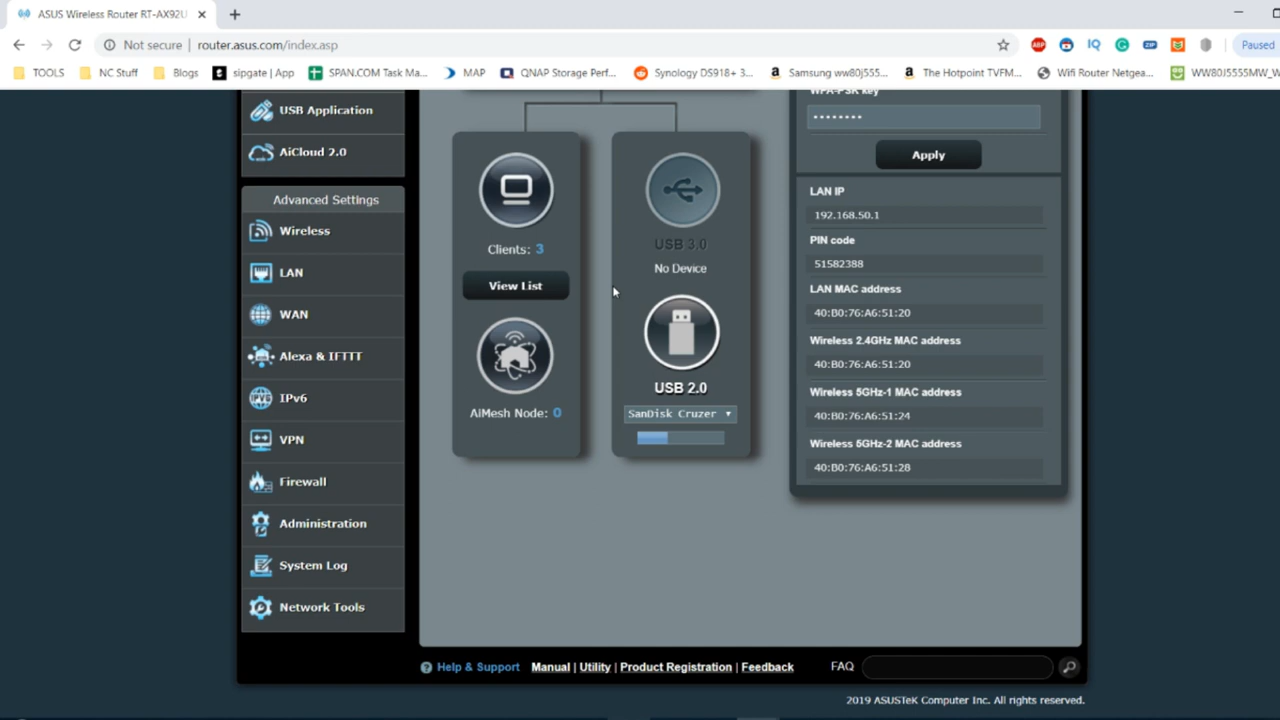 ASUS Wireless Router RT-AX92U
Not secure | router.asus.com/index.asp
Paused
TOOLS
NC Stuff
Blogs
sipgate | App
SPAN.COM Task Ma...
MAP
QNAP Storage Perf...
Synology DS918+ 3...
Samsung ww80j555...
The Hotpoint TVFM...
Wifi Router Netgea...
WW80J5555MW_W
USB Application
AiCloud 2.0
Advanced Settings
Wireless
LAN
WAN
Alexa & IFTTT
IPv6
VPN
Firewall
Administration
System Log
Network Tools
Clients: 3
View List
AiMesh Node: 0
USB 3.0
No Device
USB 2.0
SanDisk Cruzer
WPA-PSK key
Apply
LAN IP
192.168.50.1
PIN code
51582388
LAN MAC address
40:B0:76:A6:51:20
Wireless 2.4GHz MAC address
40:B0:76:A6:51:20
Wireless 5GHz-1 MAC address
40:B0:76:A6:51:24
Wireless 5GHz-2 MAC address
40:B0:76:A6:51:28
Help & Support Manual | Utility | Product Registration | Feedback FAQ
2019 ASUSTeK Computer Inc. All rights reserved.